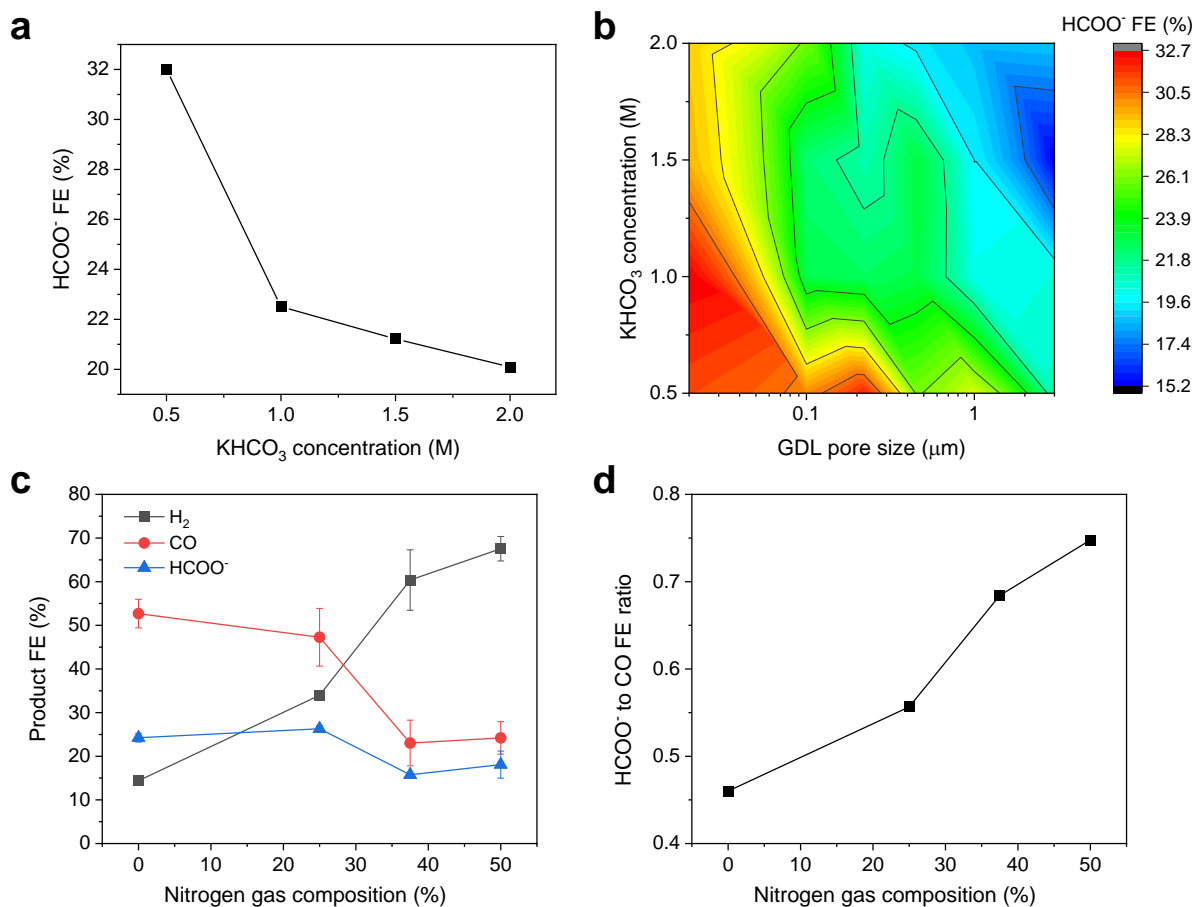 a
HCOO⁻ FE (%)
32
30
28
26
24
22
20
0.5 1.0 1.5 2.0
KHCO₃ concentration (M)
b
HCOO⁻ FE (%)
KHCO₃ concentration (M)
2.0
1.5
1.0
0.5
0.1 1
GDL pore size (μm)
32.7
30.5
28.3
26.1
23.9
21.8
19.6
17.4
15.2
c
Product FE (%)
80
70
60
50
40
30
20
10
0
H₂
CO
HCOO⁻
0 10 20 30 40 50
Nitrogen gas composition (%)
d
HCOO⁻ to CO FE ratio
0.8
0.7
0.6
0.5
0.4
0 10 20 30 40 50
Nitrogen gas composition (%)